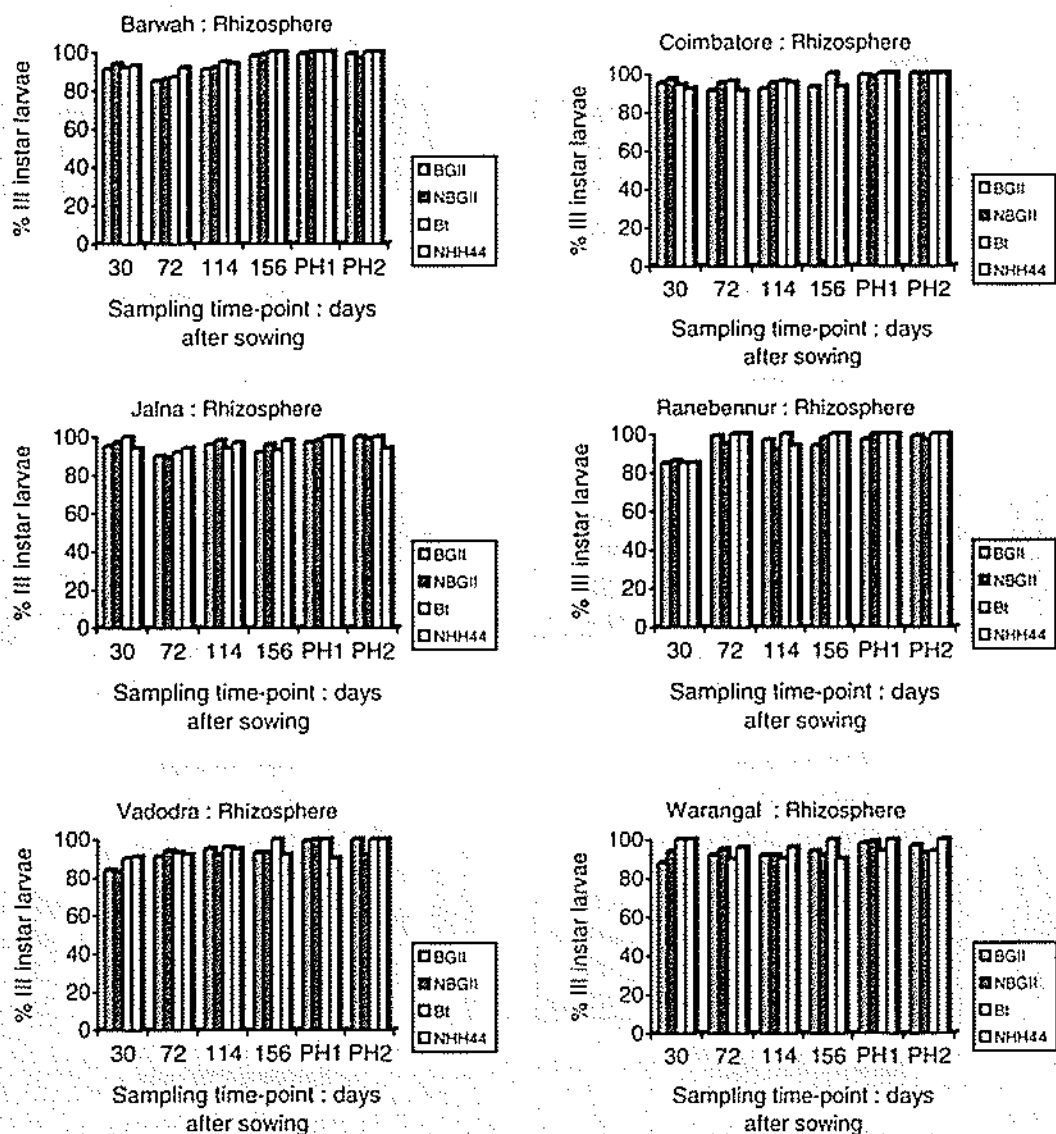 Barwah : Rhizosphere
% III instar larvae
100
80
60
40
20
0
30 72 114 156 PH1 PH2
Sampling time-point : days
after sowing
BGII
NBGII
Bt
NHH44
Coimbatore : Rhizosphere
% III instar larvae
100
80
60
40
20
0
30 72 114 156 PH1 PH2
Sampling time-point : days
after sowing
BGII
NBGII
Bt
NHH44
Jalna : Rhizosphere
% III instar larvae
100
80
60
40
20
0
30 72 114 156 PH1 PH2
Sampling time-point : days
after sowing
BGII
NBGII
Bt
NHH44
Ranebennur : Rhizosphere
% III instar larvae
100
80
60
40
20
0
30 72 114 156 PH1 PH2
Sampling time-point : days
after sowing
BGII
NBGII
Bt
NHH44
Vadodra : Rhizosphere
% III instar larvae
100
80
60
40
20
0
30 72 114 156 PH1 PH2
Sampling time-point : days
after sowing
BGII
NBGII
Bt
NHH44
Warangal : Rhizosphere
% III instar larvae
100
80
60
40
20
0
30 72 114 156 PH1 PH2
Sampling time-point : days
after sowing
BGII
NBGII
Bt
NHH44